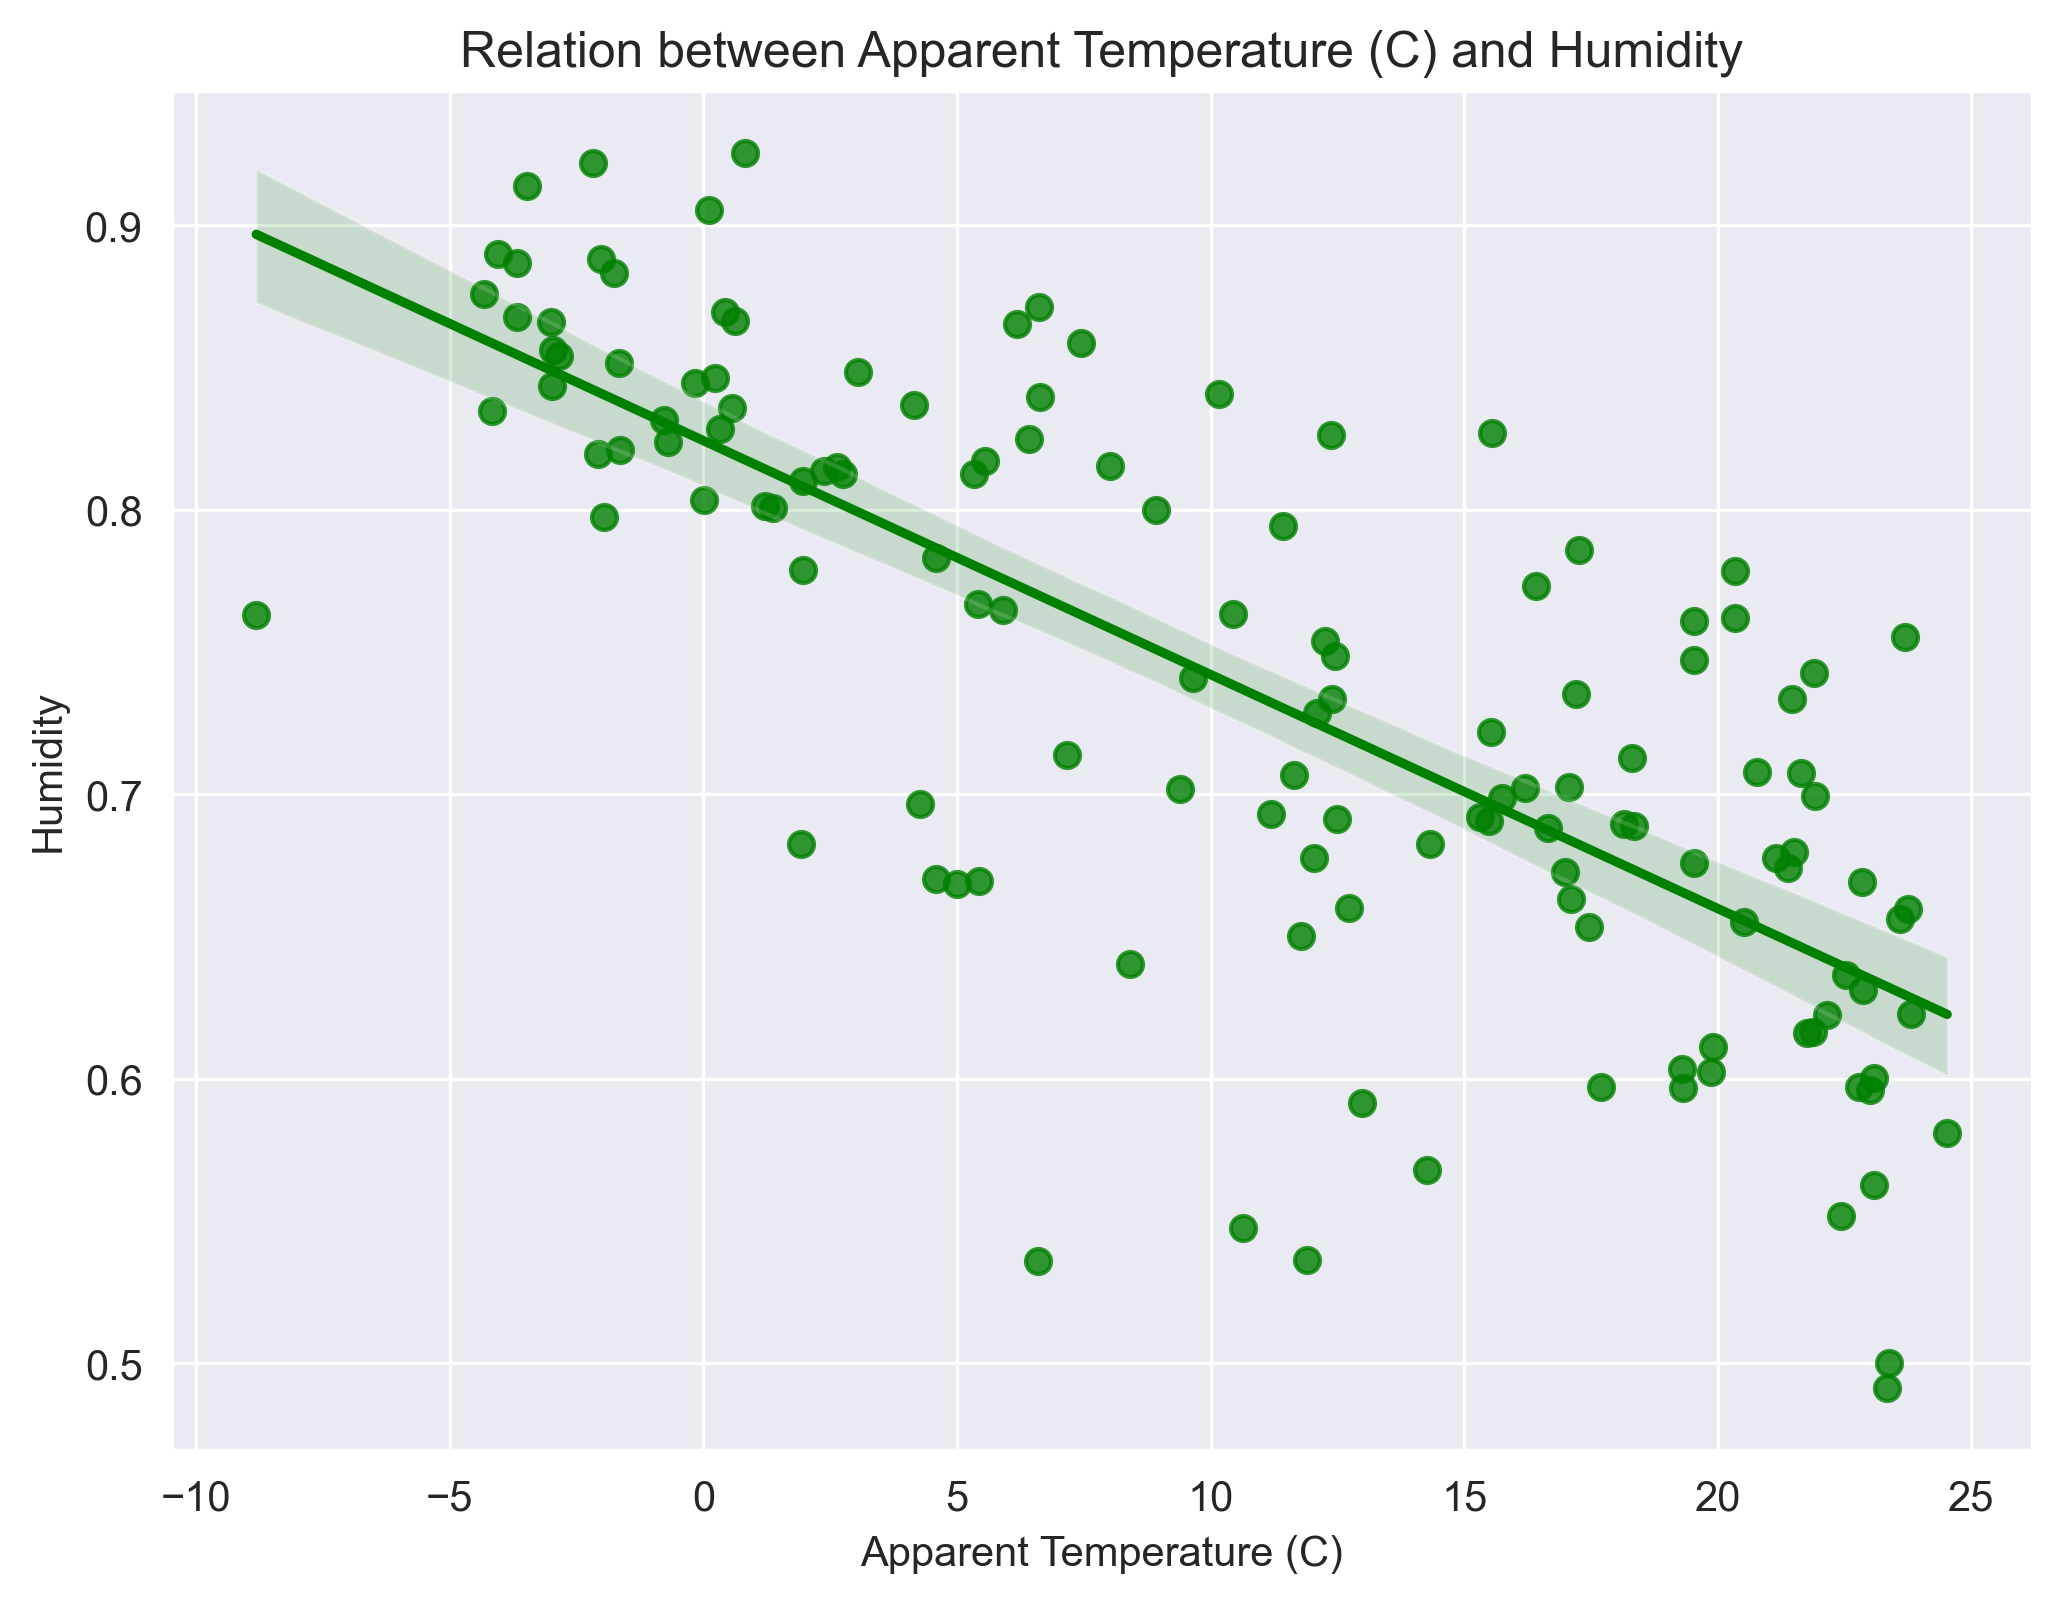 Relation between Apparent Temperature (C) and Humidity
0.9
0.8
0.7
0.6
0.5
Humidity
−10 −5 0 5 10 15 20 25
Apparent Temperature (C)